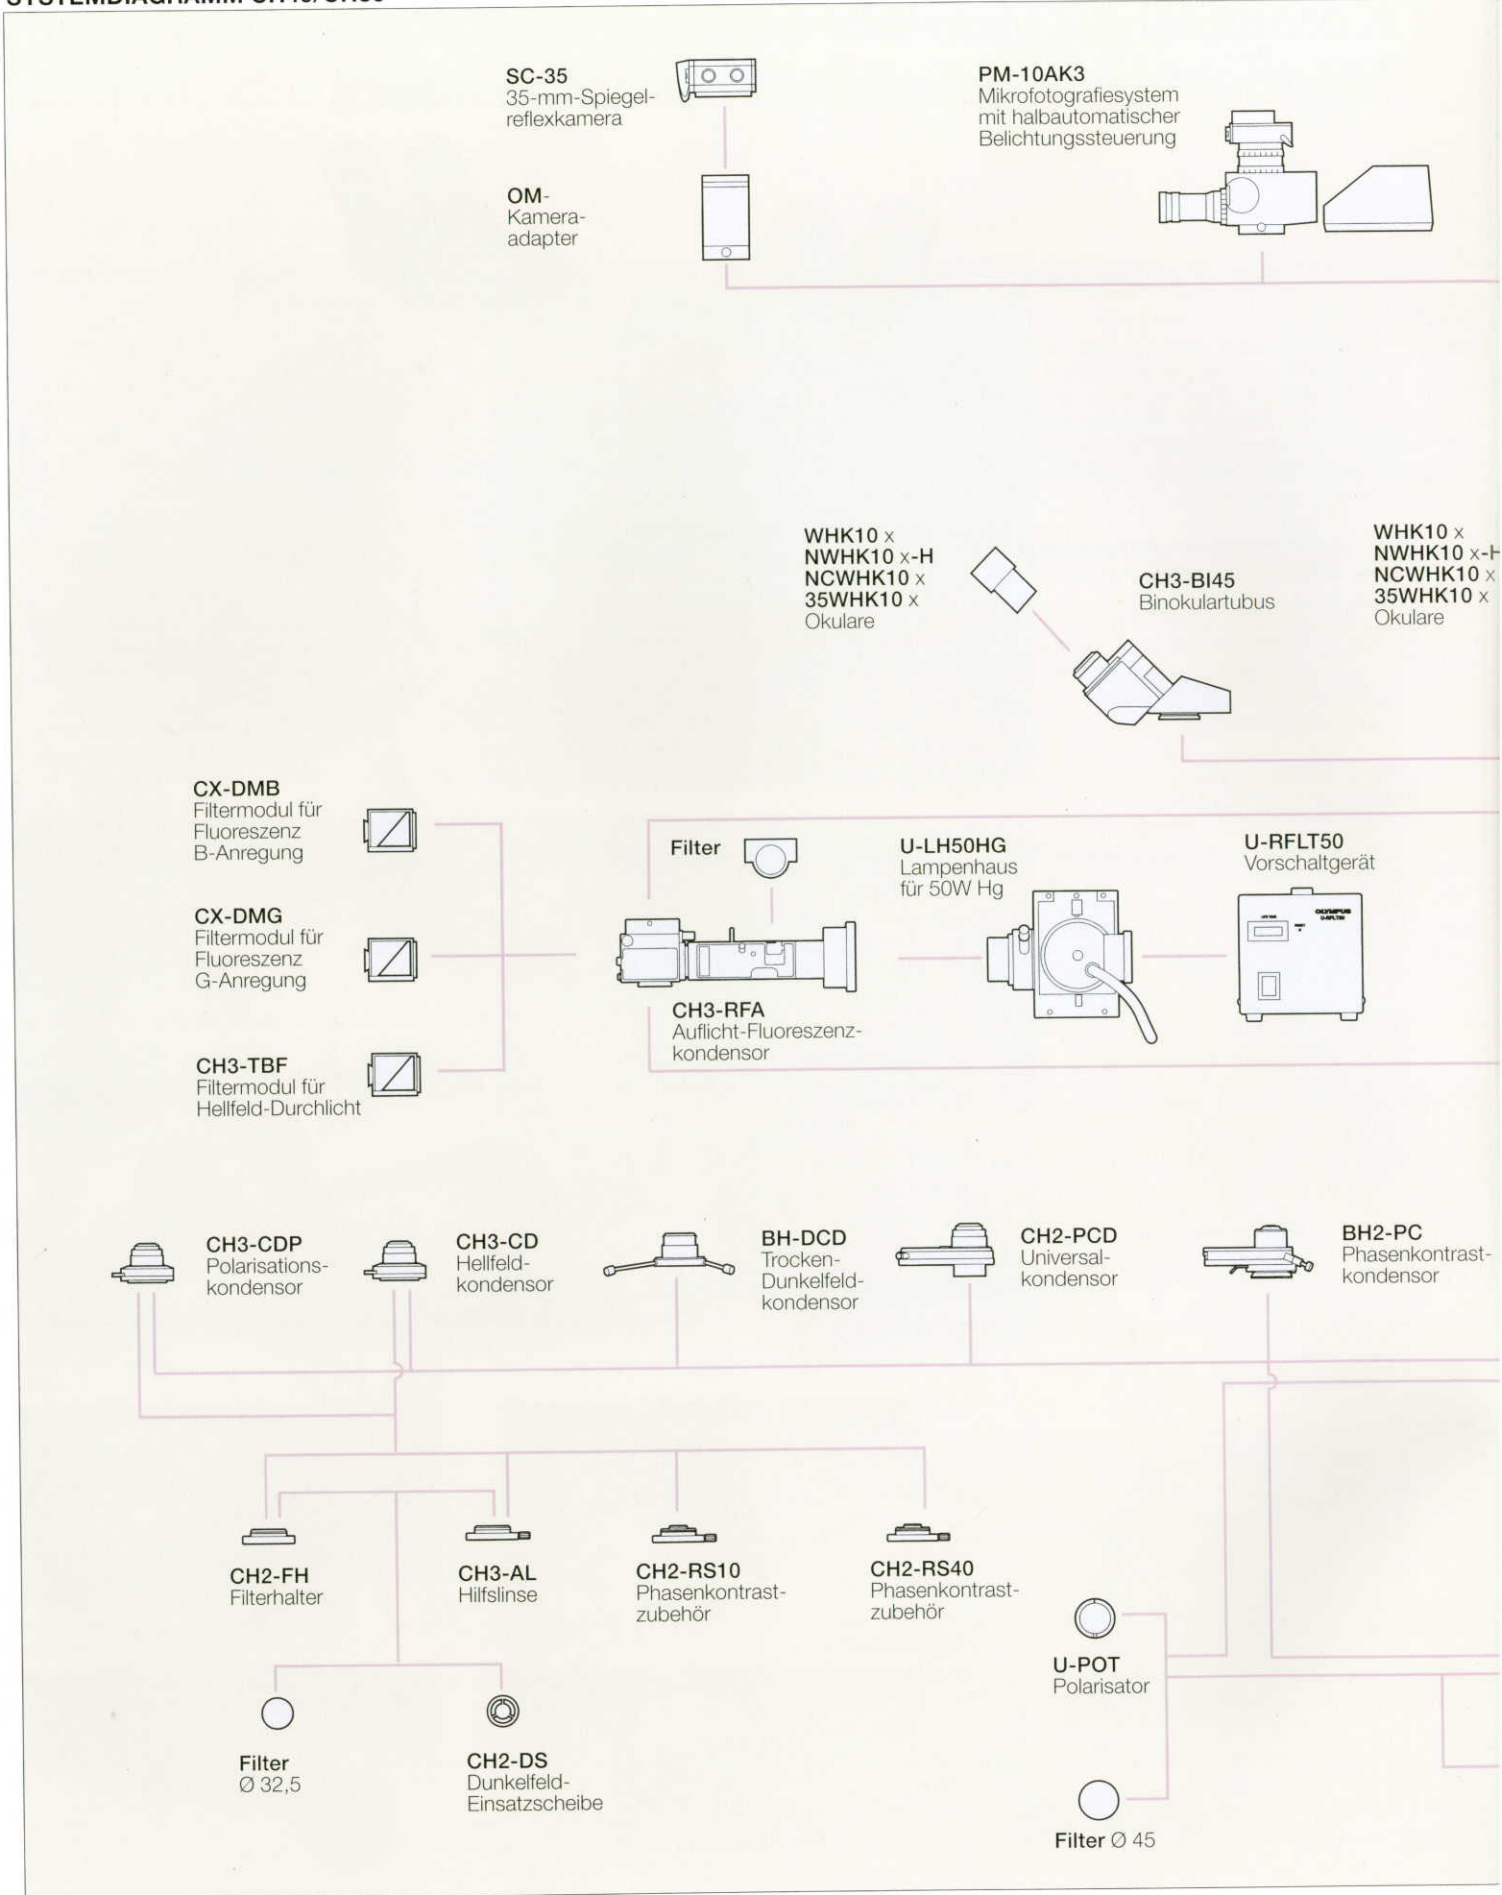 SC-35
35-mm-Spiegel-
reflexkamera
PM-10AK3
Mikrofotografiesystem
mit halbautomatischer
Belichtungssteuerung
OM-
Kamera-
adapter
WHK10 x
NWHK10 x-H
NCWHK10 x
35WHK10 x
Okulare
CH3-BI45
Binokulartubus
WHK10 x
NWHK10 x-H
NCWHK10 x
35WHK10 x
Okulare
CX-DMB
Filtermodul für
Fluoreszenz
B-Anregung
Filter
U-LH50HG
Lampenhaus
für 50W Hg
U-RFLT50
Vorschaltgerät
OLYMPUS
U-RFLT50
CX-DMG
Filtermodul für
Fluoreszenz
G-Anregung
CH3-RFA
Auflicht-Fluoreszenz-
kondensor
CH3-TBF
Filtermodul für
Hellfeld-Durchlicht
CH3-CDP
Polarisations-
kondensor
CH3-CD
Hellfeld-
kondensor
BH-DCD
Trocken-
Dunkelfeld-
kondensor
CH2-PCD
Universal-
kondensor
BH2-PC
Phasenkontrast-
kondensor
CH2-FH
Filterhalter
CH3-AL
Hilfslinse
CH2-RS10
Phasenkontrast-
zubehör
CH2-RS40
Phasenkontrast-
zubehör
U-POT
Polarisator
Filter
Ø 32,5
CH2-DS
Dunkelfeld-
Einsatzscheibe
Filter Ø 45